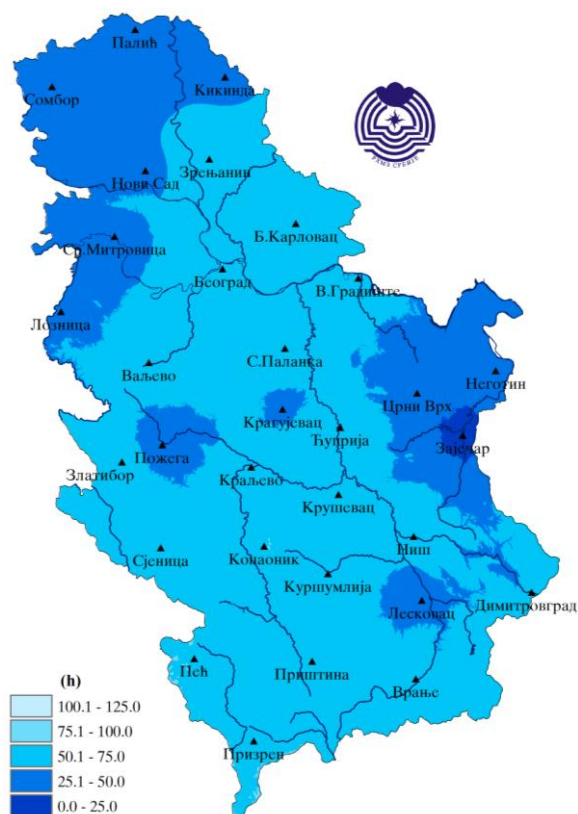 Палић
Кикинда
Сомбор
РХМЗ СРБИЈЕ
Зрењанин
Нови Сад
Б.Карловац
Ср.Митровица
Београд
В.Градиште
Лозница
С.Паланка
Ваљево
Неготин
Црни Врх
Крагујевац
Ћуприја
Зајечар
Пожега
Златибор
Краљево
Крушевац
Ниш
Сјеница
Копаоник
Куршумлија
Лесковац
Димитровград
Пећ
Приштина
Врање
Призрен
(h)
100.1 - 125.0
75.1 - 100.0
50.1 - 75.0
25.1 - 50.0
0.0 - 25.0